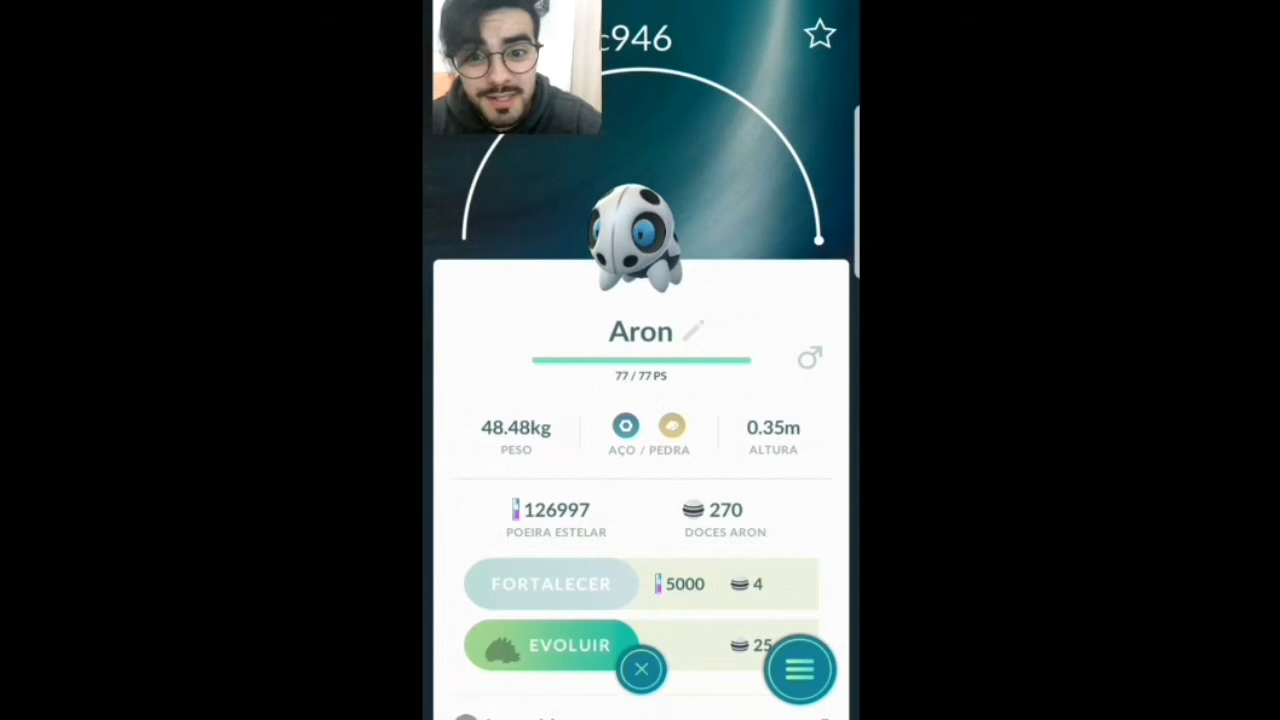 c946
Aron
77 / 77 PS
48.48kg
PESO
AÇO / PEDRA
0.35m
ALTURA
126997
POEIRA ESTELAR
270
DOCES ARON
FORTALECER 5000 4
EVOLUIR 25